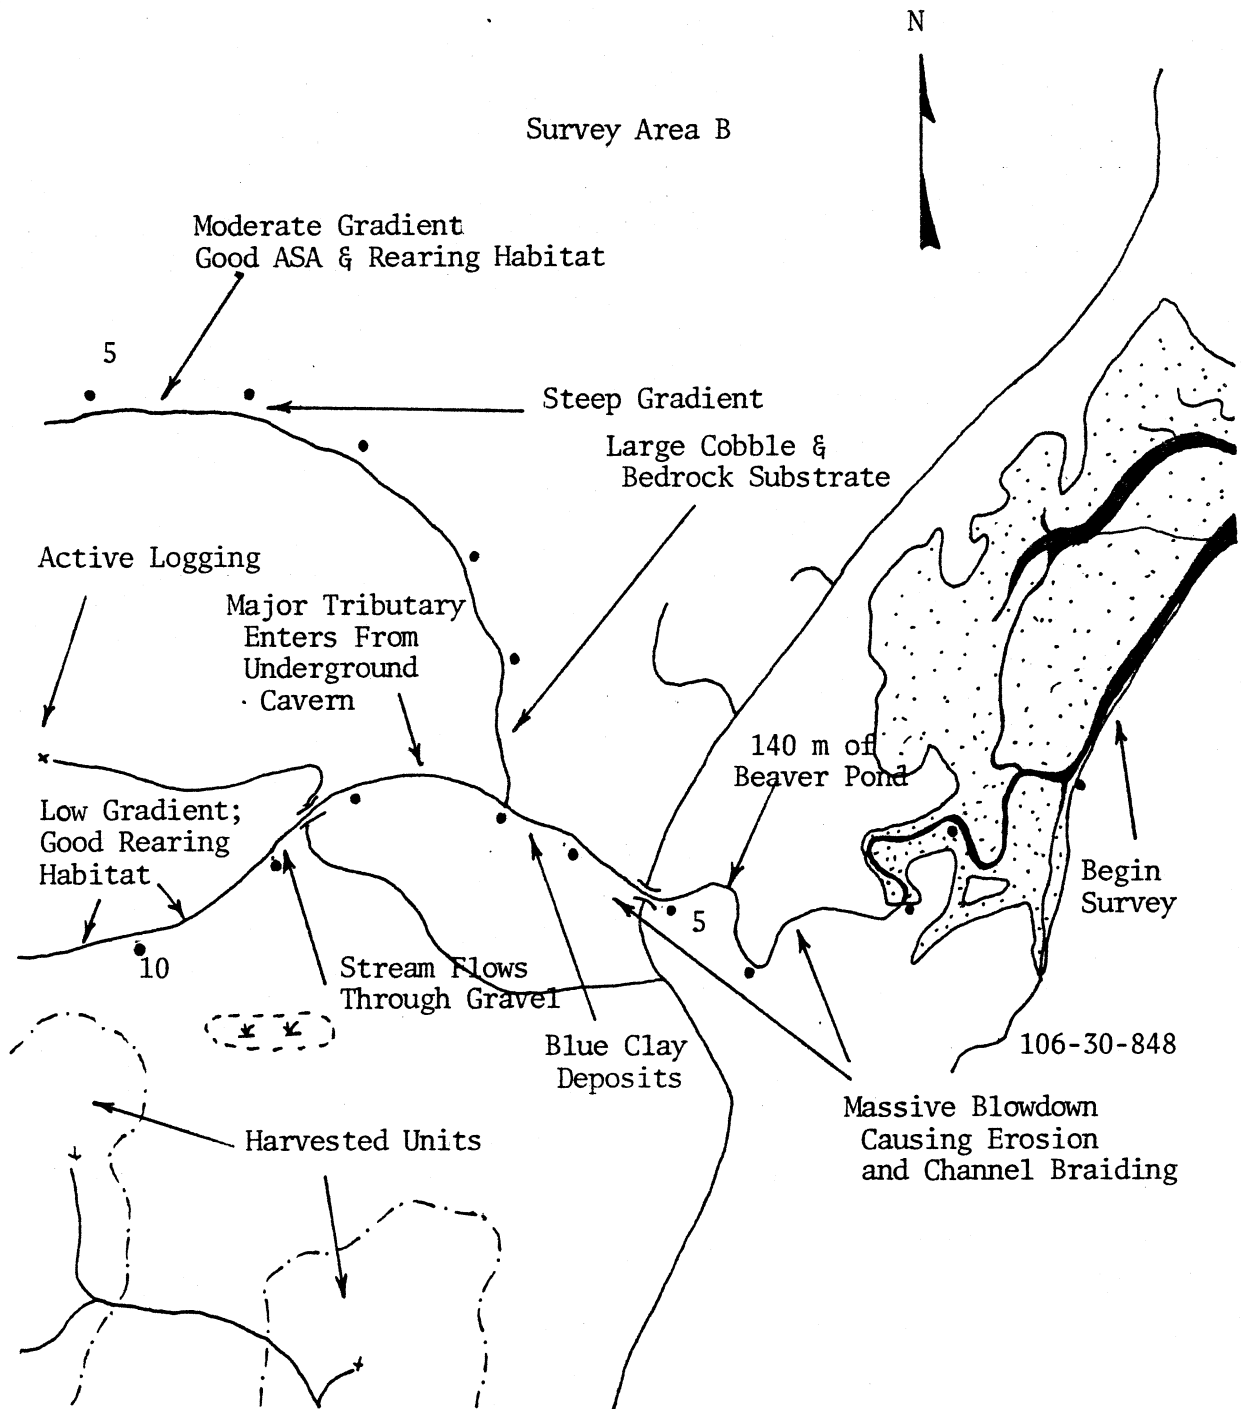 N
Survey Area B
Moderate Gradient
Good ASA & Rearing Habitat
5
Steep Gradient
Large Cobble &
Bedrock Substrate
Active Logging
Major Tributary
Enters From
Underground
Cavern
140 m of
Beaver Pond
Low Gradient;
Good Rearing
Habitat
Begin
Survey
5
10
Stream Flows
Through Gravel
Blue Clay
Deposits
106-30-848
Massive Blowdown
Causing Erosion
and Channel Braiding
Harvested Units